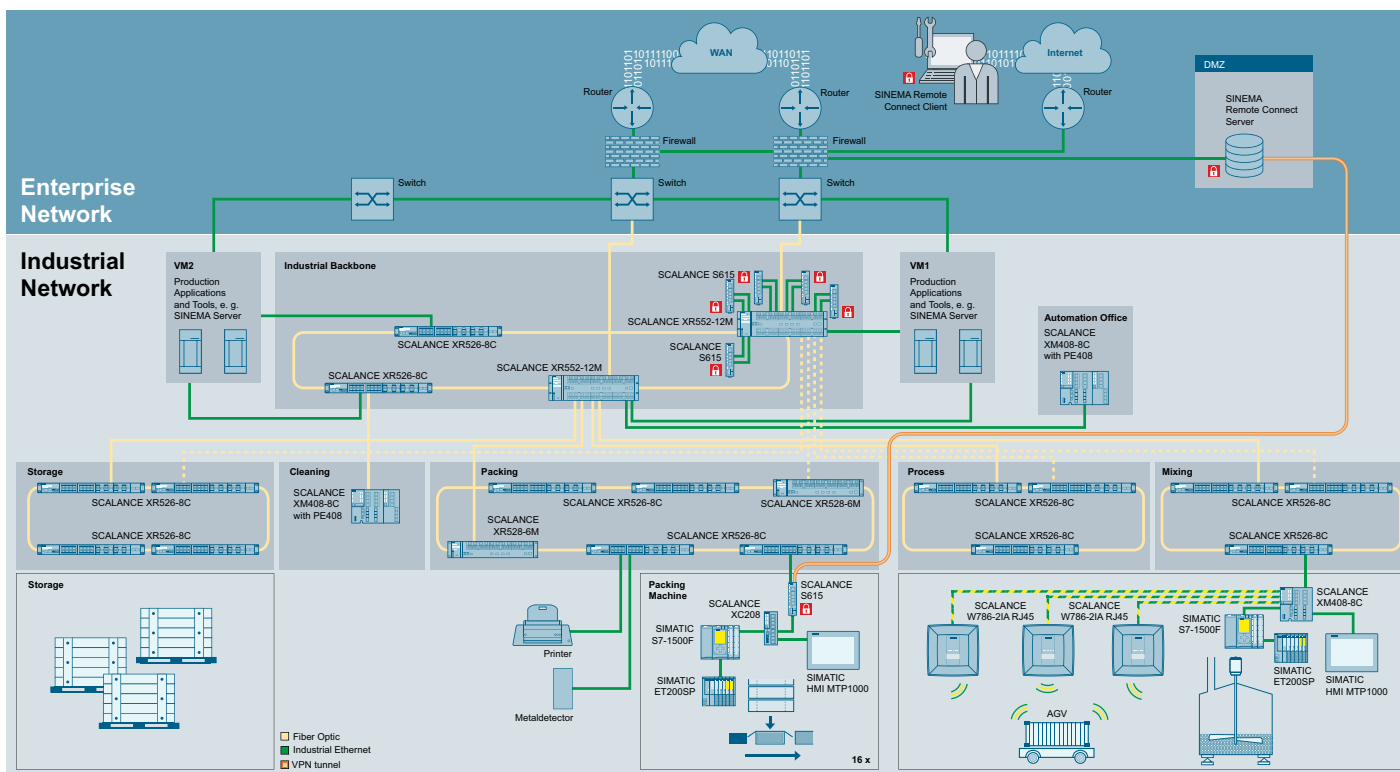 WAN
Internet
DMZ
Router
Router
SINEMA Remote
Connect Client
Router
SINEMA
Remote Connect
Server
Firewall
Firewall
Enterprise
Network
Switch
Switch
Switch
Industrial
Network
VM2
Production
Applications
and Tools, e. g.
SINEMA Server
Industrial Backbone
SCALANCE S615
SCALANCE XR552-12M
SCALANCE XR526-8C
SCALANCE
S615
SCALANCE XR526-8C
SCALANCE XR552-12M
VM1
Production
Applications
and Tools, e. g.
SINEMA Server
Automation Office
SCALANCE
XM408-8C
with PE408
Storage
SCALANCE XR526-8C
SCALANCE XR526-8C
Cleaning
SCALANCE
XM408-8C
with PE408
Packing
SCALANCE XR526-8C
SCALANCE XR528-6M
SCALANCE
XR528-6M
SCALANCE XR526-8C
Process
SCALANCE XR526-8C
SCALANCE XR526-8C
Mixing
SCALANCE XR526-8C
SCALANCE XR526-8C
Storage
Printer
Metaldetector
Packing
Machine
SCALANCE
S615
SCALANCE
XC208
SIMATIC
S7-1500F
SIMATIC
ET200SP
SIMATIC
HMI MTP1000
16 x
SCALANCE
W786-2IA RJ45
SCALANCE
W786-2IA RJ45
SCALANCE
XM408-8C
SIMATIC
S7-1500F
SIMATIC
ET200SP
SIMATIC
HMI MTP1000
AGV
Fiber Optic
Industrial Ethernet
VPN tunnel